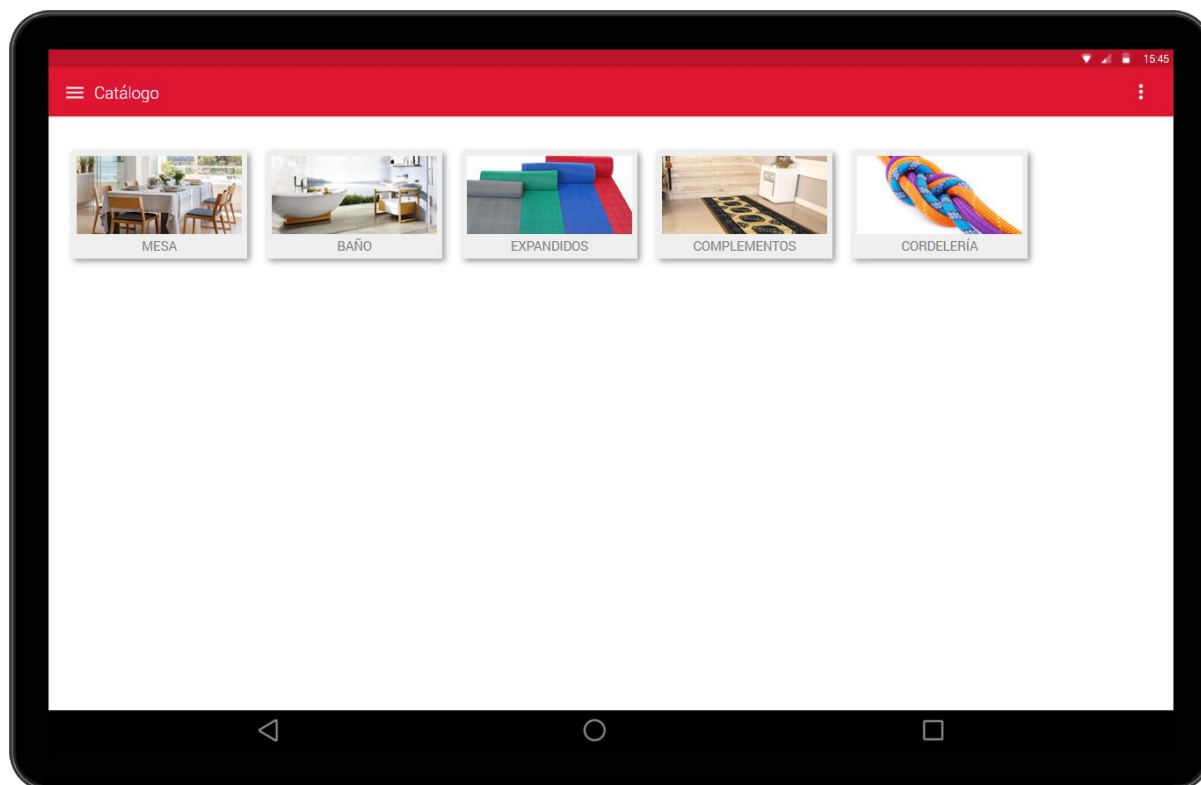 15:45
Catálogo
MESA
BAÑO
EXPANDIDOS
COMPLEMENTOS
CORDELERÍA